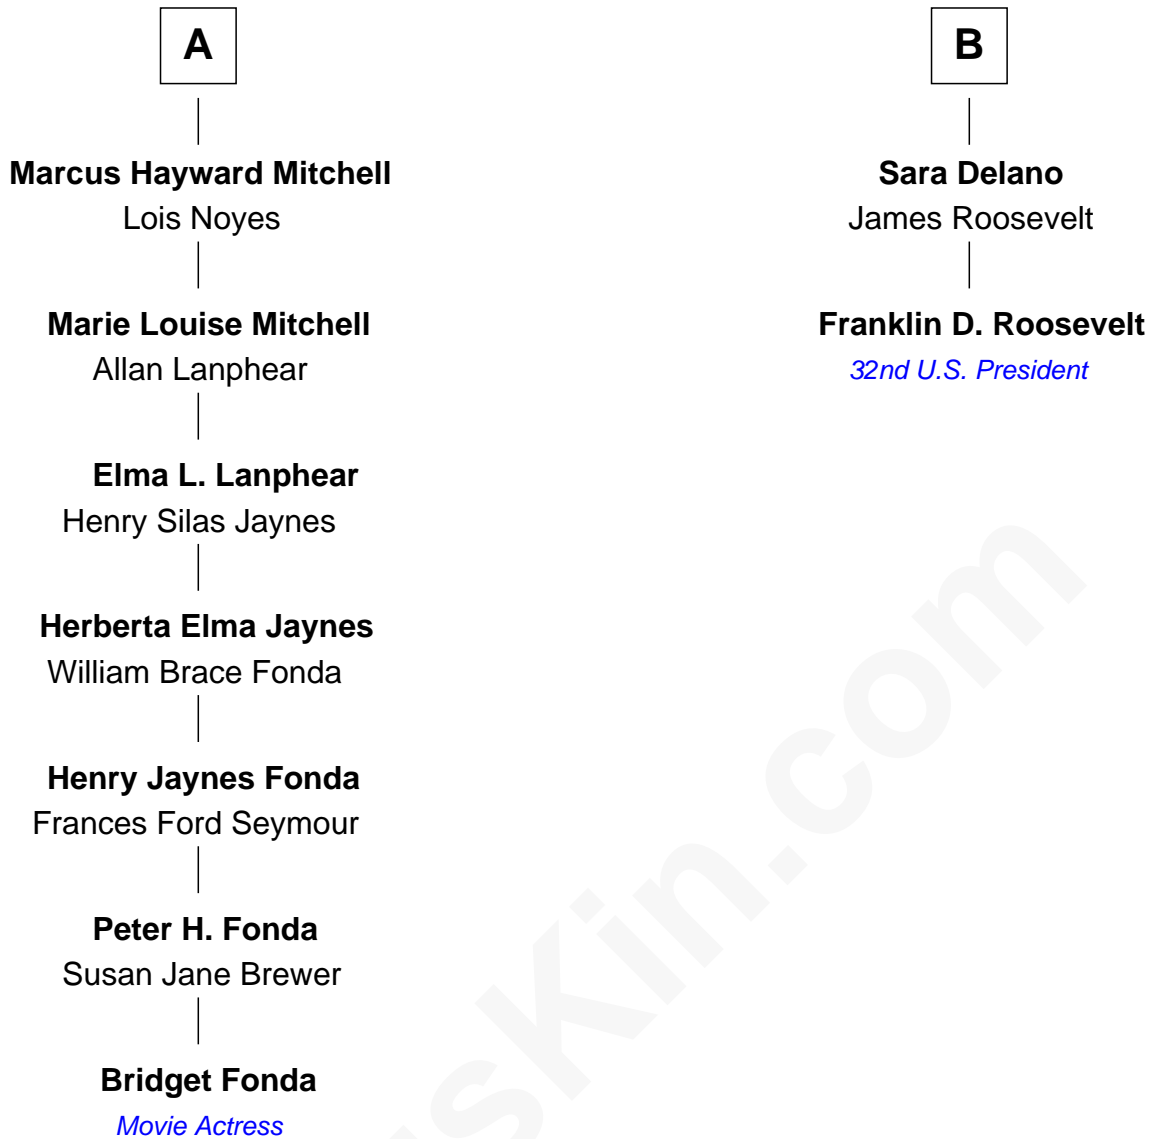 A
Marcus Hayward Mitchell
Lois Noyes
Marie Louise Mitchell
Allan Lanphear
Elma L. Lanphear
Henry Silas Jaynes
Herberta Elma Jaynes
William Brace Fonda
Henry Jaynes Fonda
Frances Ford Seymour
Peter H. Fonda
Susan Jane Brewer
Bridget Fonda
Movie Actress
B
Sara Delano
James Roosevelt
Franklin D. Roosevelt
32nd U.S. President
sKin.com